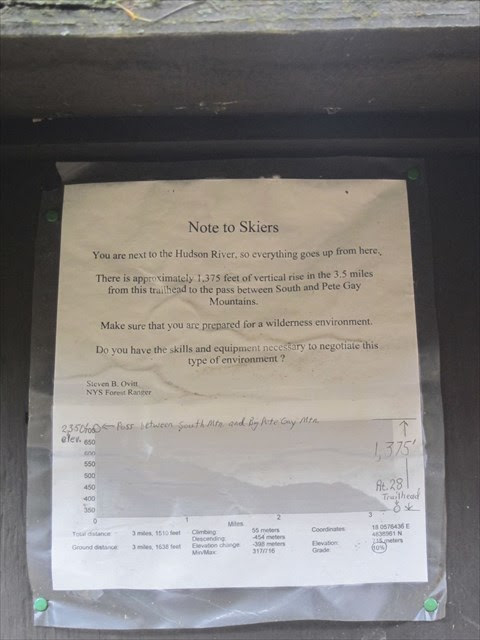 Note to Skiers
You are next to the Hudson River, so everything goes up from here.
There is approximately 1,375 feet of vertical rise in the 3.5 miles
from this trailhead to the pass between South and Pete Gay
Mountains.
Make sure that you are prepared for a wilderness environment.
Do you have the skills and equipment necessary to negotiate this
type of environment ?
Steven B. Ovitt
NYS Forest Ranger
elev.
← Pass between South Mtn. and Big Pete Gay Mtn.
700
650
600
550
500
450
400
350
1,375'
Rt. 28
Trailhead
0 1 2 3
Miles
Total distance: 3 miles, 1510 feet
Ground distance: 3 miles, 1638 feet
Climbing: 55 meters
Descending: -454 meters
Elevation change: -398 meters
Min/Max: 317/716
Coordinates: 18 0576436 E
N
Elevation: meters
Grade: 10%